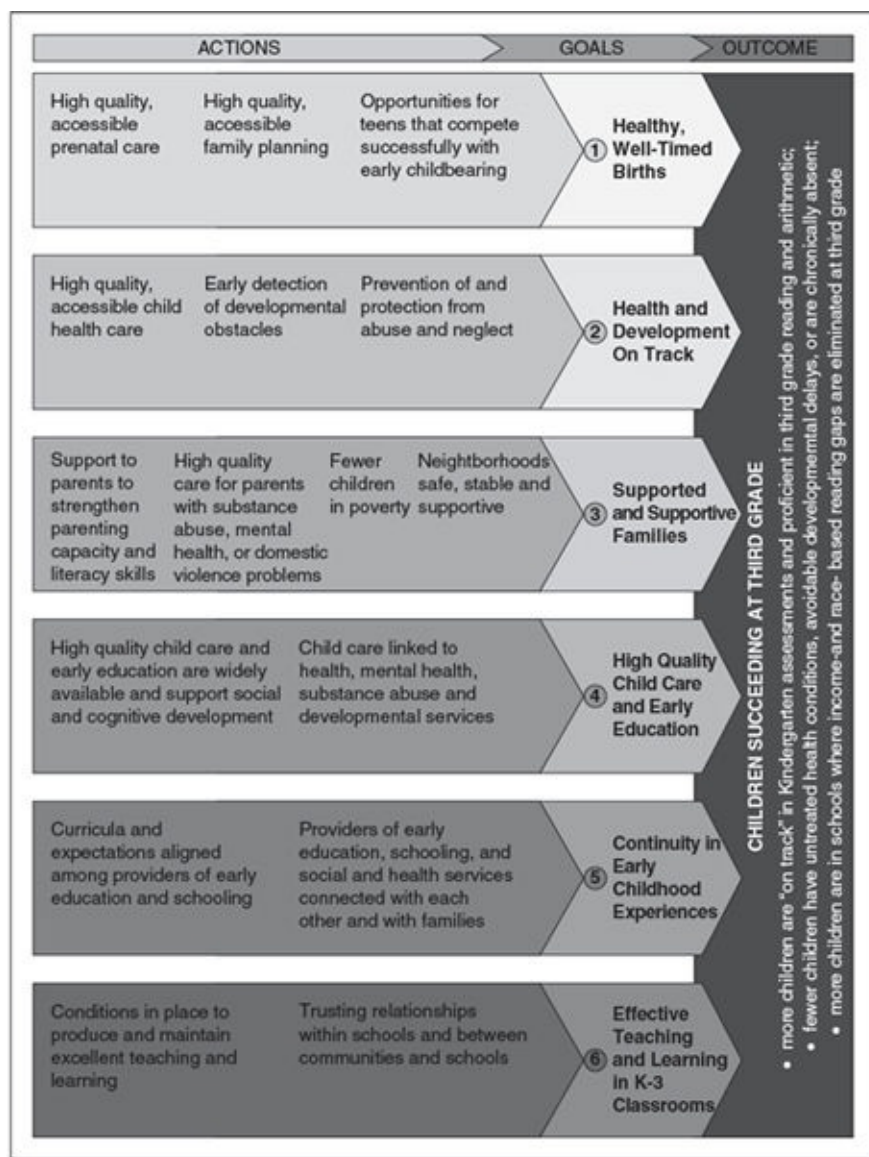 ACTIONS
GOALS
OUTCOME
High quality,
accessible
prenatal care
High quality,
accessible
family planning
Opportunities for
teens that compete
successfully with
early childbearing
1
Healthy,
Well-Timed
Births
High quality,
accessible child
health care
Early detection
of developmental
obstacles
Prevention of and
protection from
abuse and neglect
2
Health and
Development
On Track
Support to
parents to
strengthen
parenting
capacity and
literacy skills
High quality
care for parents
with substance
abuse, mental
health, or domestic
violence problems
Fewer
children
in poverty
Neighborhoods
safe, stable and
supportive
3
Supported
and Supportive
Families
High quality child care and
early education are widely
available and support social
and cognitive development
Child care linked to
health, mental health,
substance abuse and
developmental services
4
High Quality
Child Care
and Early
Education
Curricula and
expectations aligned
among providers of early
education and schooling
Providers of early
education, schooling, and
social and health services
connected with each
other and with families
5
Continuity in
Early
Childhood
Experiences
Conditions in place to
produce and maintain
excellent teaching and
learning
Trusting relationships
within schools and between
communities and schools
6
Effective
Teaching
and Learning
in K-3
Classrooms
CHILDREN SUCCEEDING AT THIRD GRADE
• more children are "on track" in Kindergarten assessments and proficient in third grade reading and arithmetic;
• fewer children have untreated health conditions, avoidable developmental delays, or are chronically absent;
• more children are in schools where income-and race- based reading gaps are eliminated at third grade